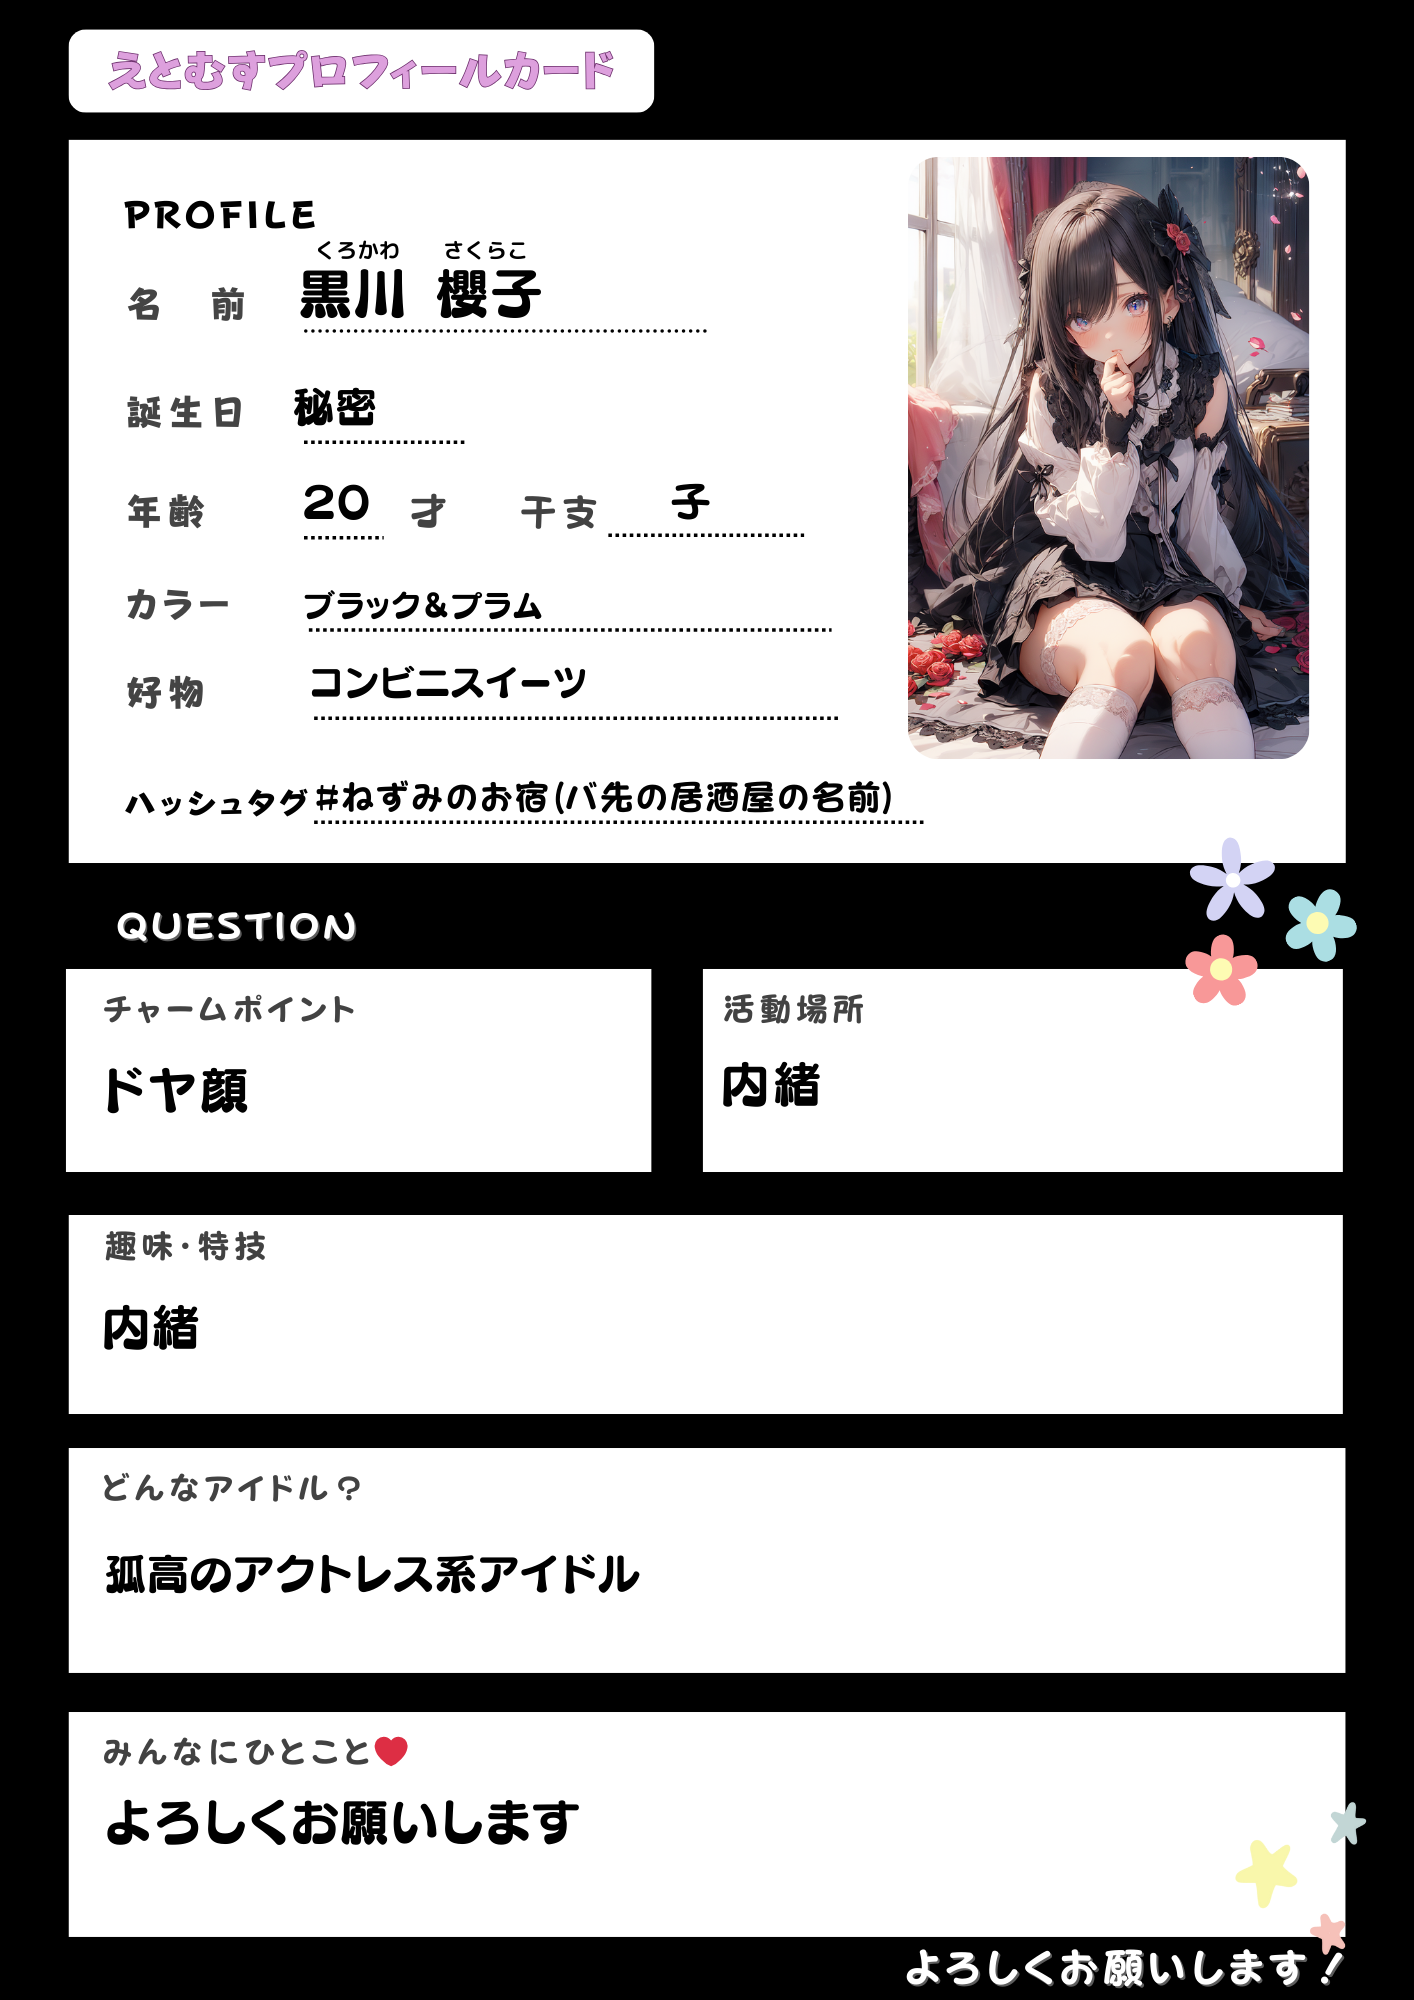 えとむすプロフィールカード
PROFILE
くろかわ さくらこ
名 前 黒川 櫻子
誕生日 秘密
年齢 20 才 干支 子
カラー ブラック&プラム
好物 コンビニスイーツ
ハッシュタグ #ねずみのお宿(バ先の居酒屋の名前)
QUESTION
チャームポイント
ドヤ顔
活動場所
内緒
趣味・特技
内緒
どんなアイドル?
孤高のアクトレス系アイドル
みんなにひとこと❤
よろしくお願いします
よろしくお願いします!